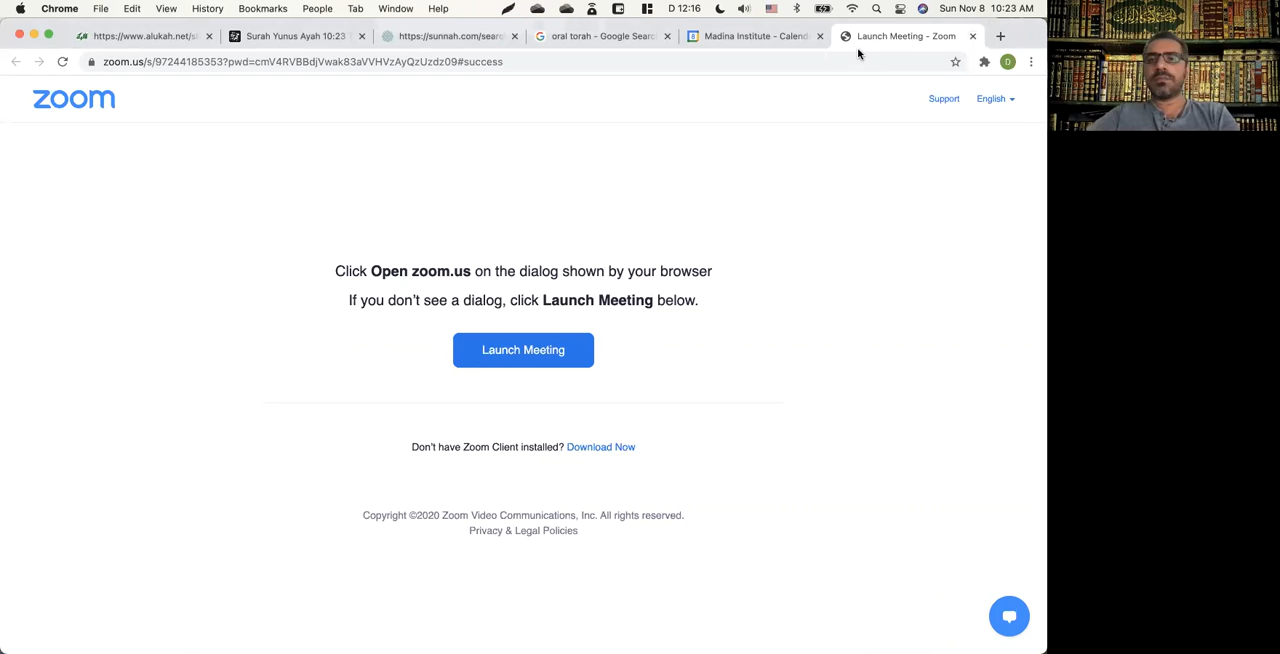 Chrome File Edit View History Bookmarks People Tab Window Help D 12:16 Sun Nov 8 10:23 AM
https://www.alukah.net/s Surah Yunus Ayah 10:23 https://sunnah.com/sear oral torah - Google Sear Madina Institute - Calend Launch Meeting - Zoom
zoom.us/s/97244185353?pwd=cmV4RVBBdjVwak83aVVHVzAyQzUzdz09#success D
zoom Support English
Click Open zoom.us on the dialog shown by your browser
If you don't see a dialog, click Launch Meeting below.
Launch Meeting
Don't have Zoom Client installed? Download Now
Copyright ©2020 Zoom Video Communications, Inc. All rights reserved.
Privacy & Legal Policies